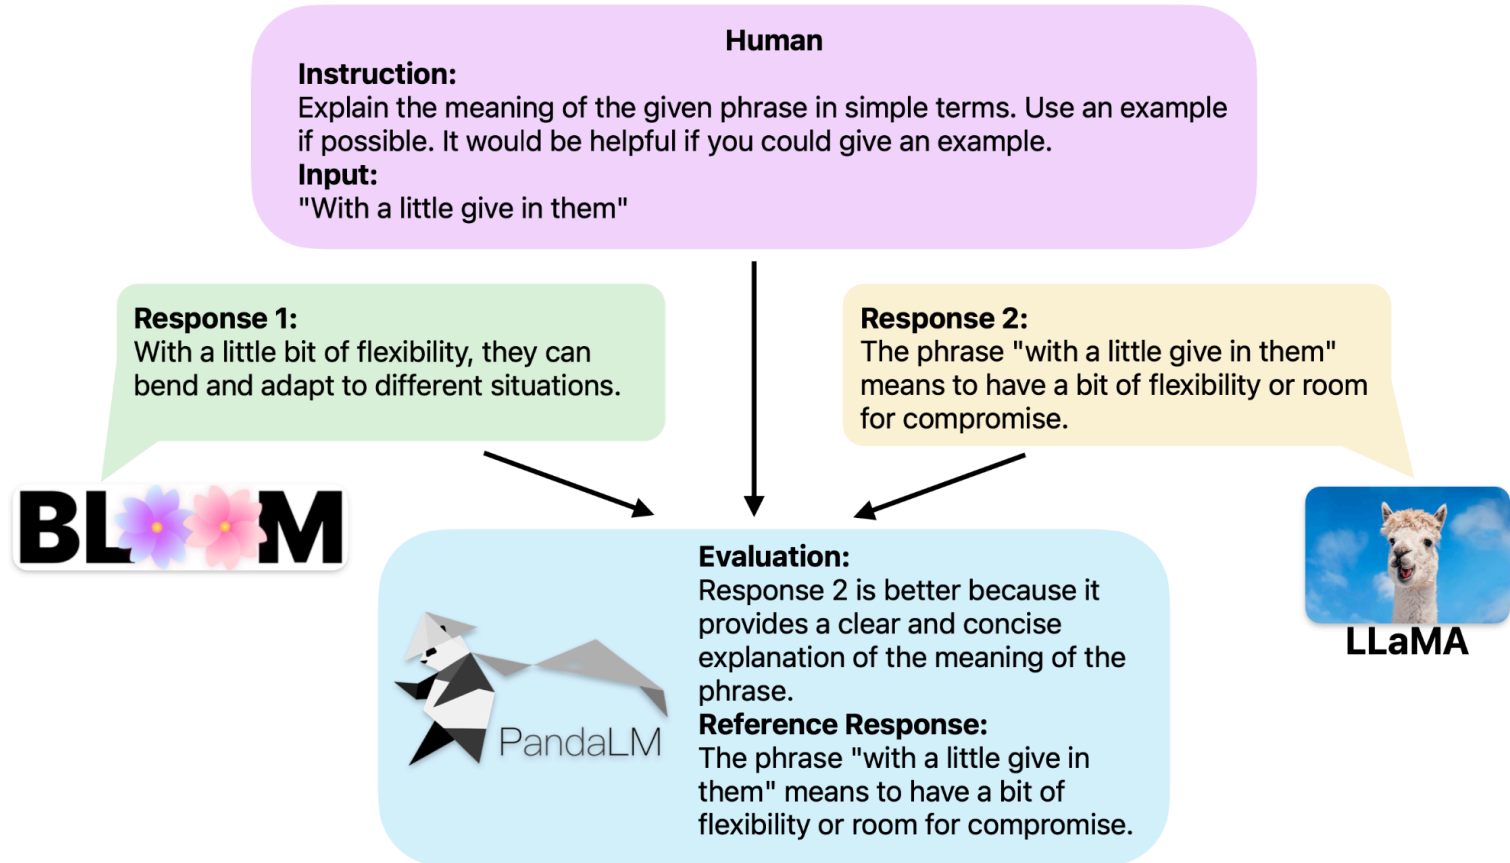 Human
Instruction:
Explain the meaning of the given phrase in simple terms. Use an example
if possible. It would be helpful if you could give an example.
Input:
"With a little give in them"
Response 1:
With a little bit of flexibility, they can
bend and adapt to different situations.
Response 2:
The phrase "with a little give in them"
means to have a bit of flexibility or room
for compromise.
BLOOM
LLaMA
PandaLM
Evaluation:
Response 2 is better because it
provides a clear and concise
explanation of the meaning of the
phrase.
Reference Response:
The phrase "with a little give in
them" means to have a bit of
flexibility or room for compromise.